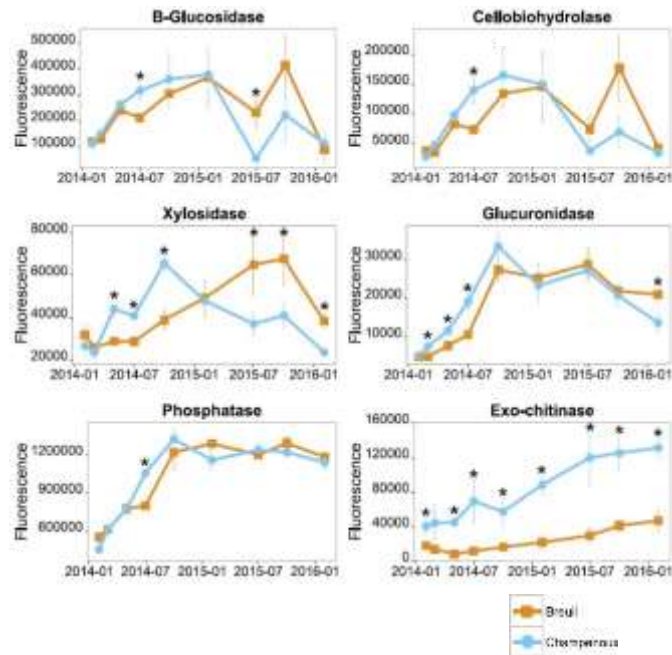 B-Glucosidase
Cellobiohydrolase
Fluorescence
500000
400000
300000
200000
100000
2014-01 2014-07 2015-01 2015-07 2016-01
Fluorescence
200000
150000
100000
50000
2014-01 2014-07 2015-01 2015-07 2016-01
Xylosidase
Glucuronidase
Fluorescence
80000
60000
40000
20000
2014-01 2014-07 2015-01 2015-07 2016-01
Fluorescence
30000
20000
10000
2014-01 2014-07 2015-01 2015-07 2016-01
Phosphatase
Exo-chitinase
Fluorescence
1200000
900000
600000
2014-01 2014-07 2015-01 2015-07 2016-01
Fluorescence
160000
120000
80000
40000
0
2014-01 2014-07 2015-01 2015-07 2016-01
Breuil
Champenoux